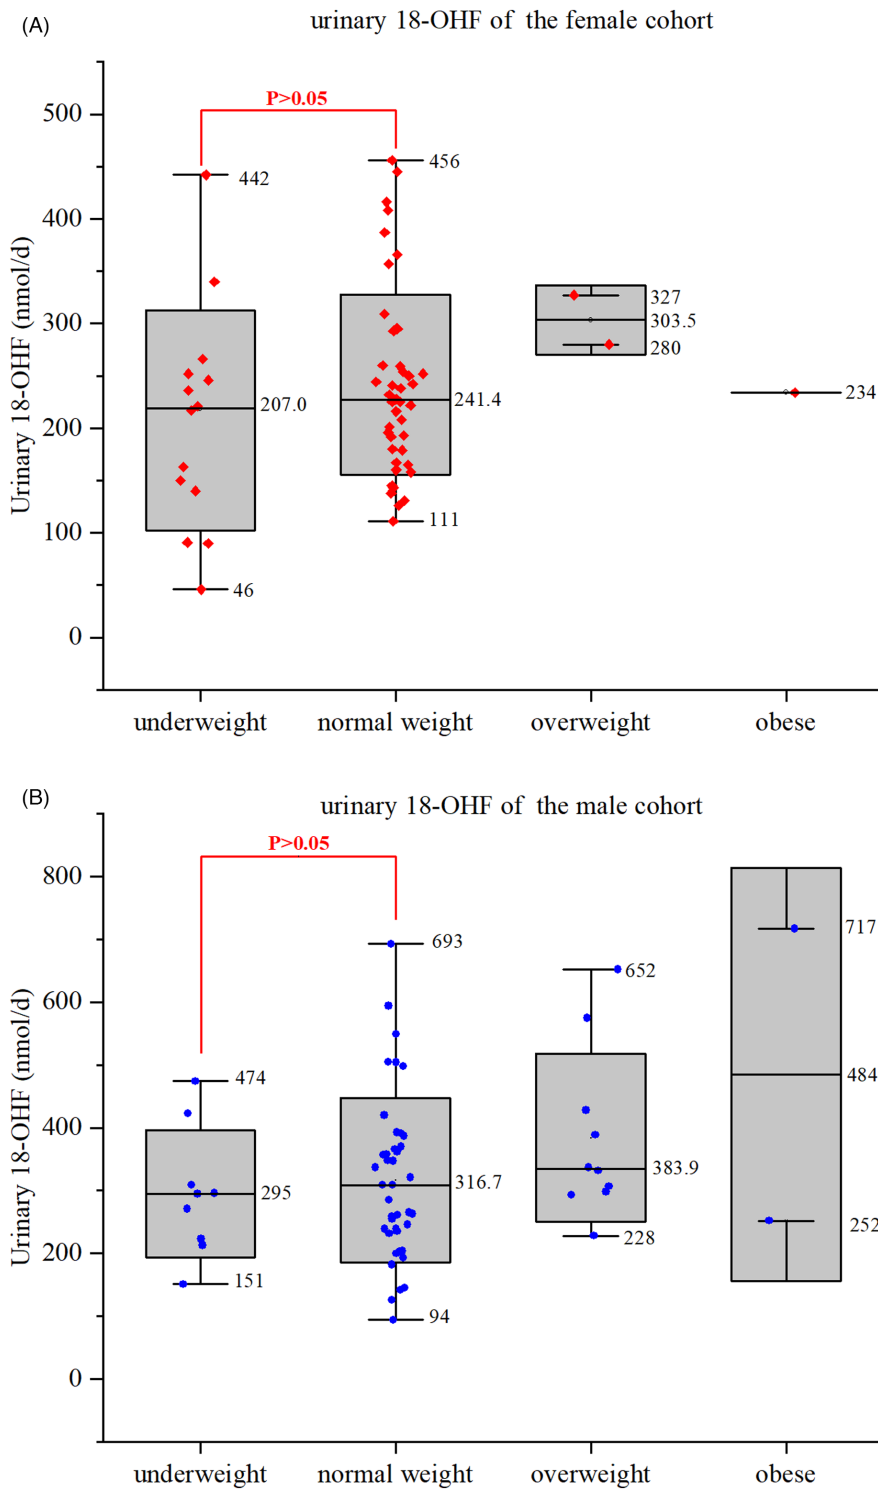 (A)
urinary 18-OHF of the female cohort
P>0.05
Urinary 18-OHF (nmol/d)
500
400
300
200
100
0
442
207.0
46
456
241.4
111
327
303.5
280
234
underweight
normal weight
overweight
obese
(B)
urinary 18-OHF of the male cohort
P>0.05
Urinary 18-OHF (nmol/d)
800
600
400
200
0
474
295
151
693
316.7
94
652
383.9
228
717
484
252
underweight
normal weight
overweight
obese